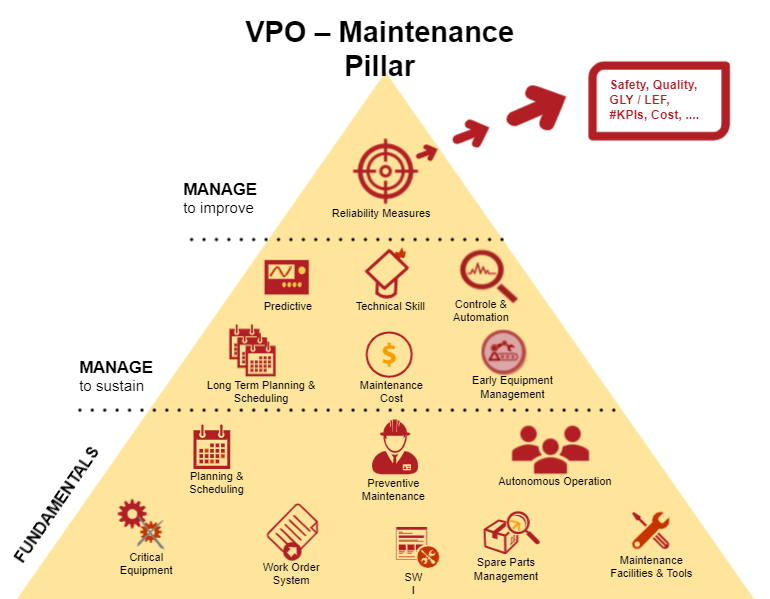 VPO – Maintenance
Pillar
Safety, Quality,
GLY / LEF,
#KPIs, Cost, ....
MANAGE
to improve
Reliability Measures
Predictive
Technical Skill
Controle &
Automation
MANAGE
to sustain
Long Term Planning &
Scheduling
$
Maintenance
Cost
Early Equipment
Management
FUNDAMENTALS
Planning &
Scheduling
Preventive
Maintenance
Autonomous Operation
Critical
Equipment
Work Order
System
SW
I
Spare Parts
Management
Maintenance
Facilities & Tools